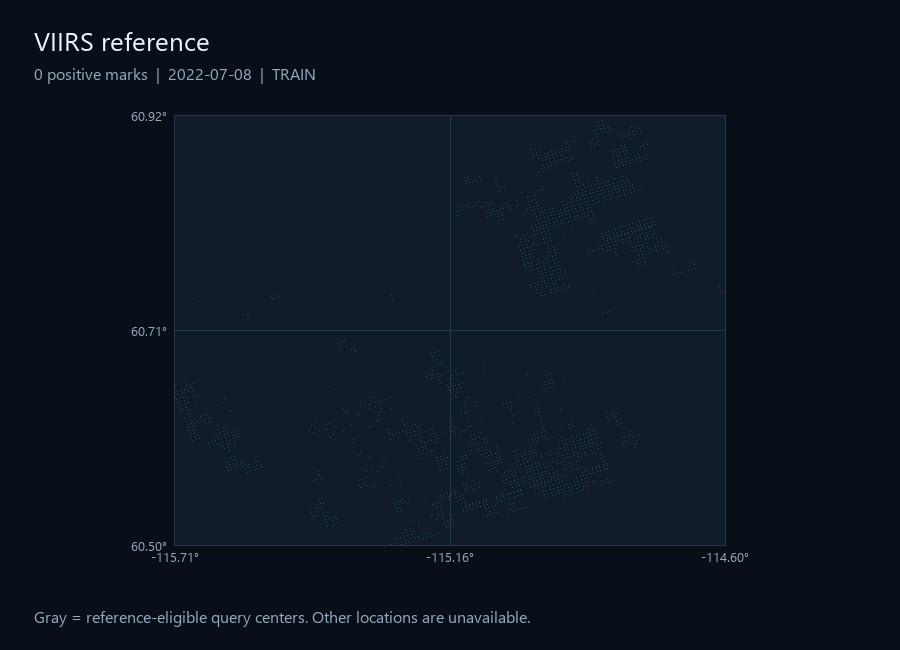 VIIRS reference
0 positive marks | 2022-07-08 | TRAIN
60.92°
60.71°
60.50°
-115.71°
-115.16°
-114.60°
Gray = reference-eligible query centers. Other locations are unavailable.